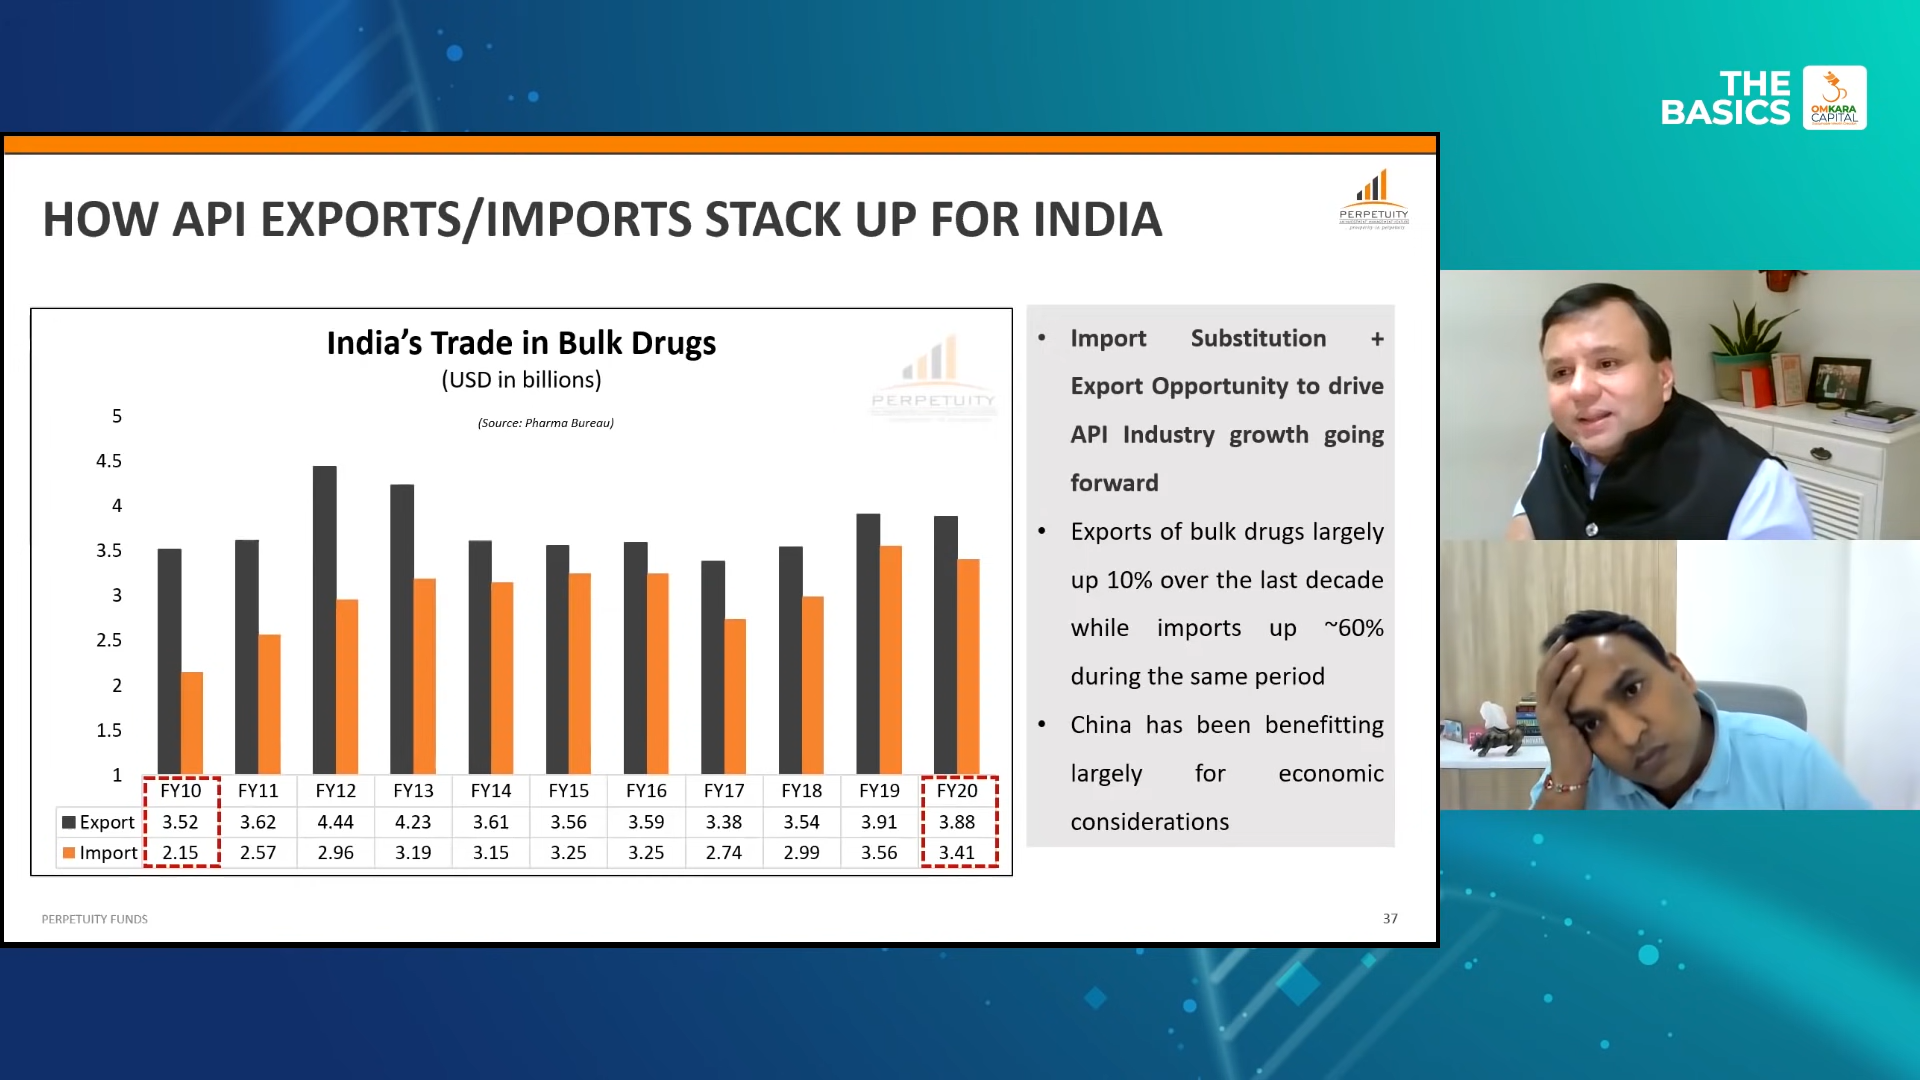 THE
BASICS
OMKARA
CAPITAL
HOW API EXPORTS/IMPORTS STACK UP FOR INDIA
PERPETUITY
India's Trade in Bulk Drugs
(USD in billions)
(Source: Pharma Bureau)
PERPETUITY
5
4.5
4
3.5
3
2.5
2
1.5
1
FY10 FY11 FY12 FY13 FY14 FY15 FY16 FY17 FY18 FY19 FY20
Export 3.52 3.62 4.44 4.23 3.61 3.56 3.59 3.38 3.54 3.91 3.88
Import 2.15 2.57 2.96 3.19 3.15 3.25 3.25 2.74 2.99 3.56 3.41
• Import Substitution +
Export Opportunity to drive
API Industry growth going
forward
• Exports of bulk drugs largely
up 10% over the last decade
while imports up ~60%
during the same period
• China has been benefitting
largely for economic
considerations
PERPETUITY FUNDS
37